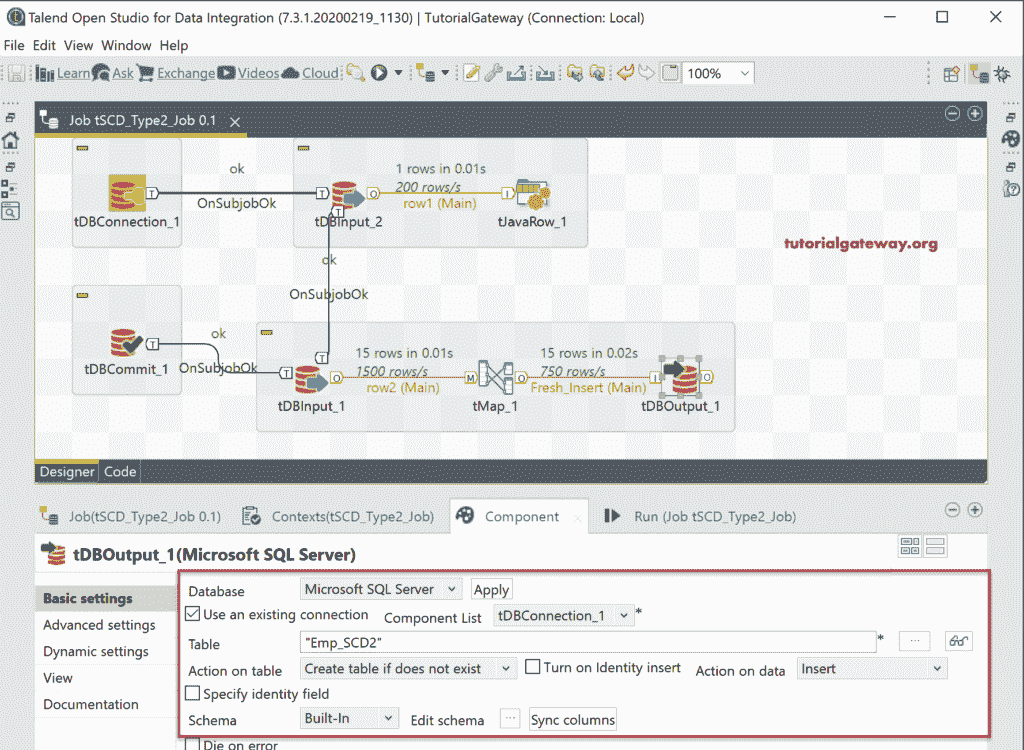 Talend Open Studio for Data Integration (7.3.1.20200219_1130) | TutorialGateway (Connection: Local)
File Edit View Window Help
Learn Ask Exchange Videos Cloud 100%
Job tSCD_Type2_Job 0.1
ok
OnSubjobOk
1 rows in 0.01s
200 rows/s
row1 (Main)
T T O I
tDBConnection_1 tDBInput_2 tJavaRow_1
T
tutorialgateway.org
ok
OnSubjobOk
ok
OnSubjobOk
T
tDBCommit_1
T
15 rows in 0.01s
1500 rows/s
row2 (Main)
15 rows in 0.02s
750 rows/s
Fresh_Insert (Main)
T O M O I O
tDBInput_1 tMap_1 tDBOutput_1
Designer Code
Job(tSCD_Type2_Job 0.1) Contexts(tSCD_Type2_Job) Component Run (Job tSCD_Type2_Job)
tDBOutput_1(Microsoft SQL Server)
Basic settings
Advanced settings
Dynamic settings
View
Documentation
Database Microsoft SQL Server Apply
Use an existing connection Component List tDBConnection_1 *
Table "Emp_SCD2" * ...
Action on table Create table if does not exist Turn on Identity insert Action on data Insert
Specify identity field
Schema Built-In Edit schema ... Sync columns
Die on error